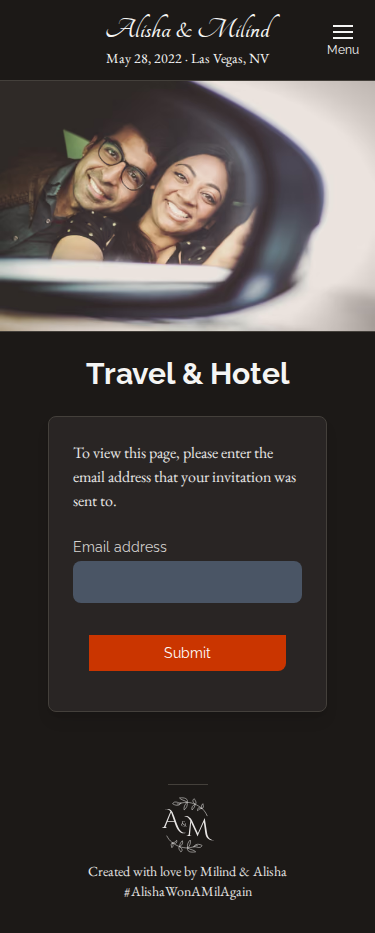 Alisha & Milind
May 28, 2022 · Las Vegas, NV
Menu
Travel & Hotel
To view this page, please enter the
email address that your invitation was
sent to.
Email address
Submit
A&M
Created with love by Milind & Alisha
#AlishaWonAMilAgain